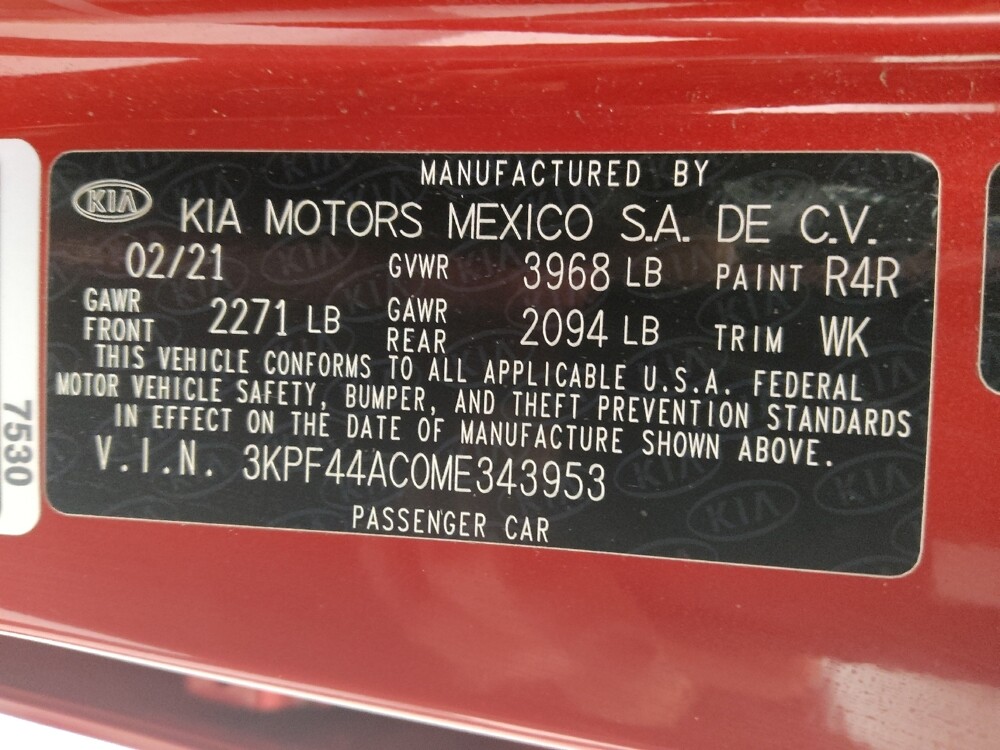 MANUFACTURED BY
KIA
KIA MOTORS MEXICO S.A. DE C.V.
02/21 GVWR 3968 LB PAINT R4R
GAWR FRONT 2271 LB GAWR REAR 2094 LB TRIM WK
THIS VEHICLE CONFORMS TO ALL APPLICABLE U.S.A. FEDERAL
MOTOR VEHICLE SAFETY, BUMPER, AND THEFT PREVENTION STANDARDS
IN EFFECT ON THE DATE OF MANUFACTURE SHOWN ABOVE.
V.I.N. 3KPF44AC0ME343953
PASSENGER CAR
7530